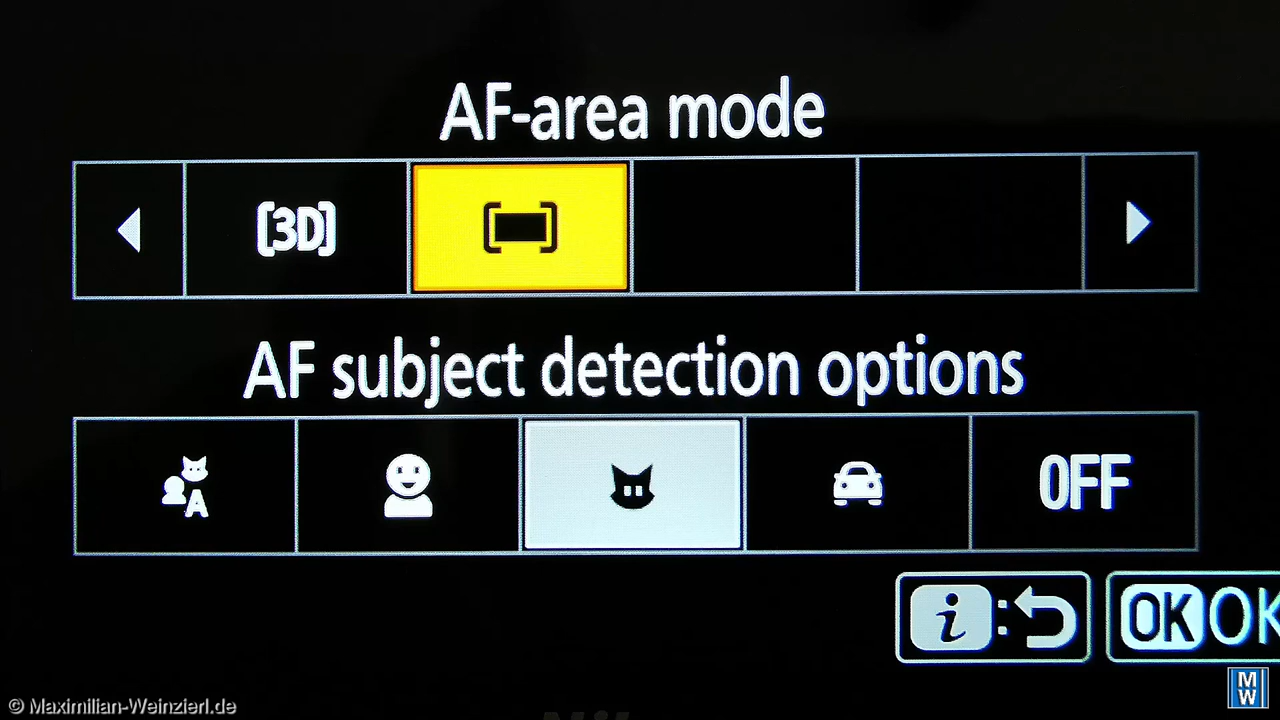 AF-area mode
[3D]
AF subject detection options
A
OFF
i : OK OK
© Maximilian-Weinzierl.de
MW